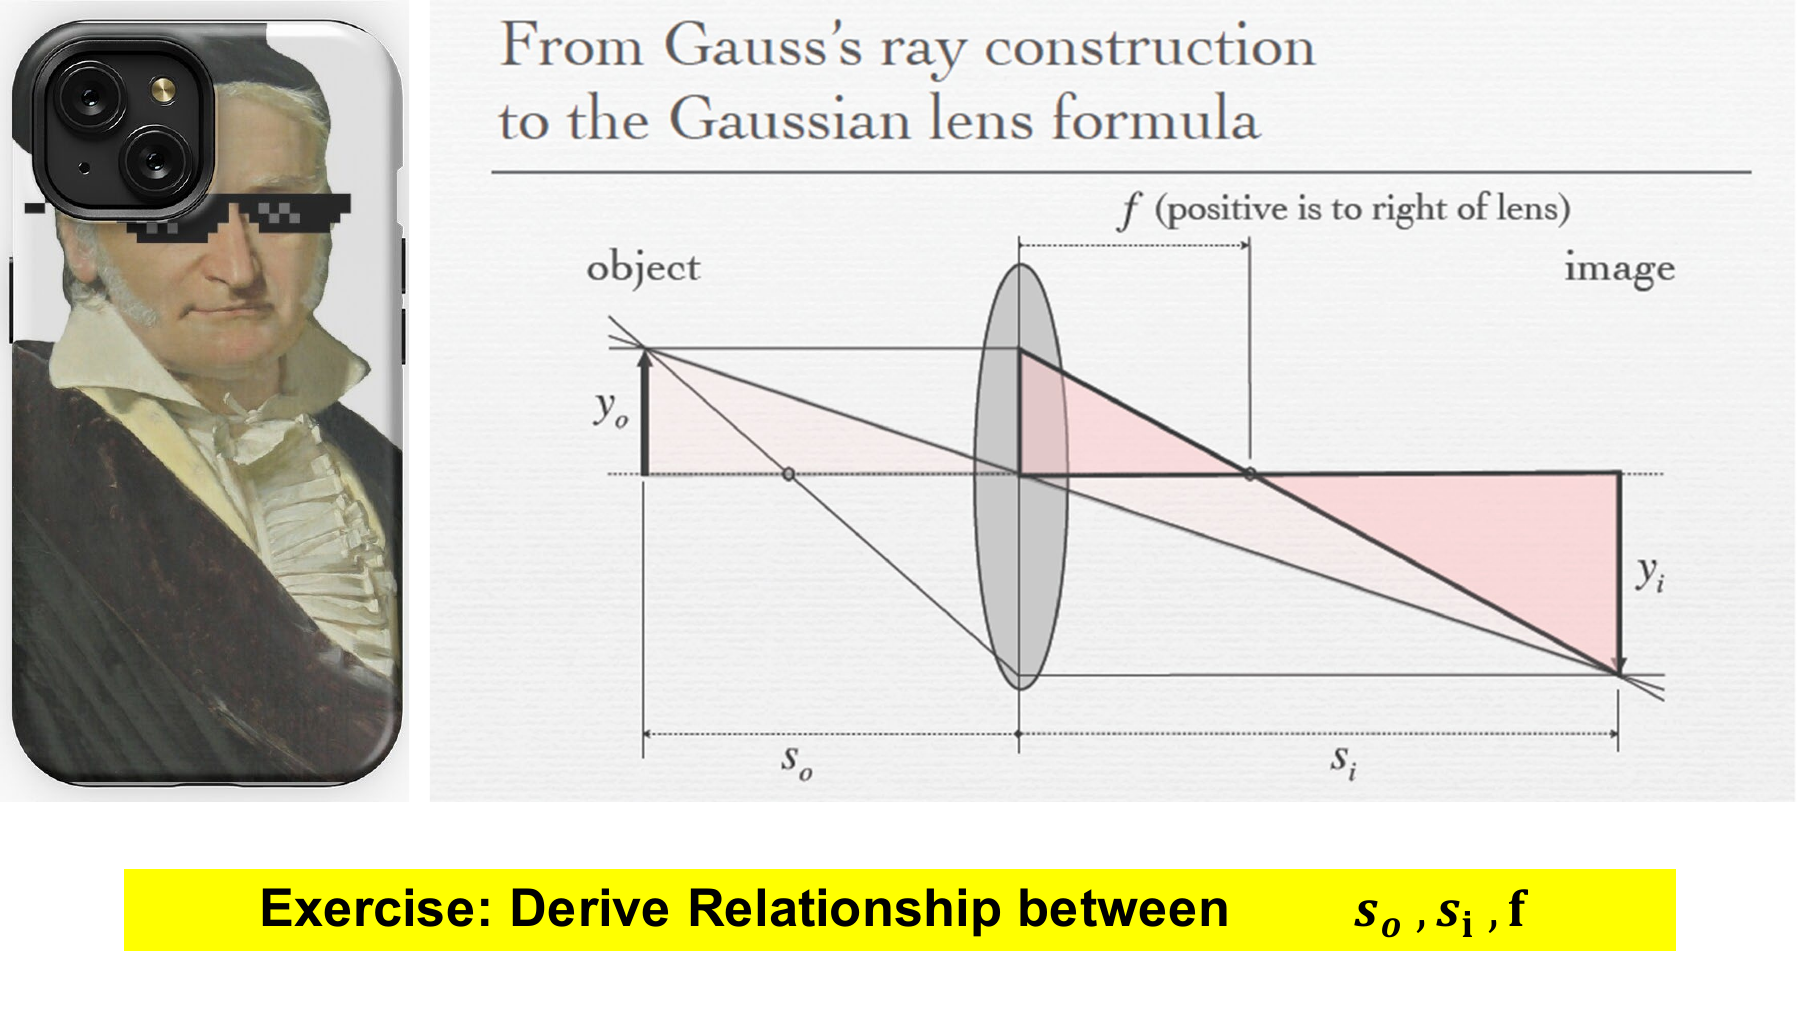 From Gauss’s ray construction
to the Gaussian lens formula
f (positive is to right of lens)
object
image
yₒ
yᵢ
sₒ
sᵢ
Exercise: Derive Relationship between sₒ , sᵢ , f